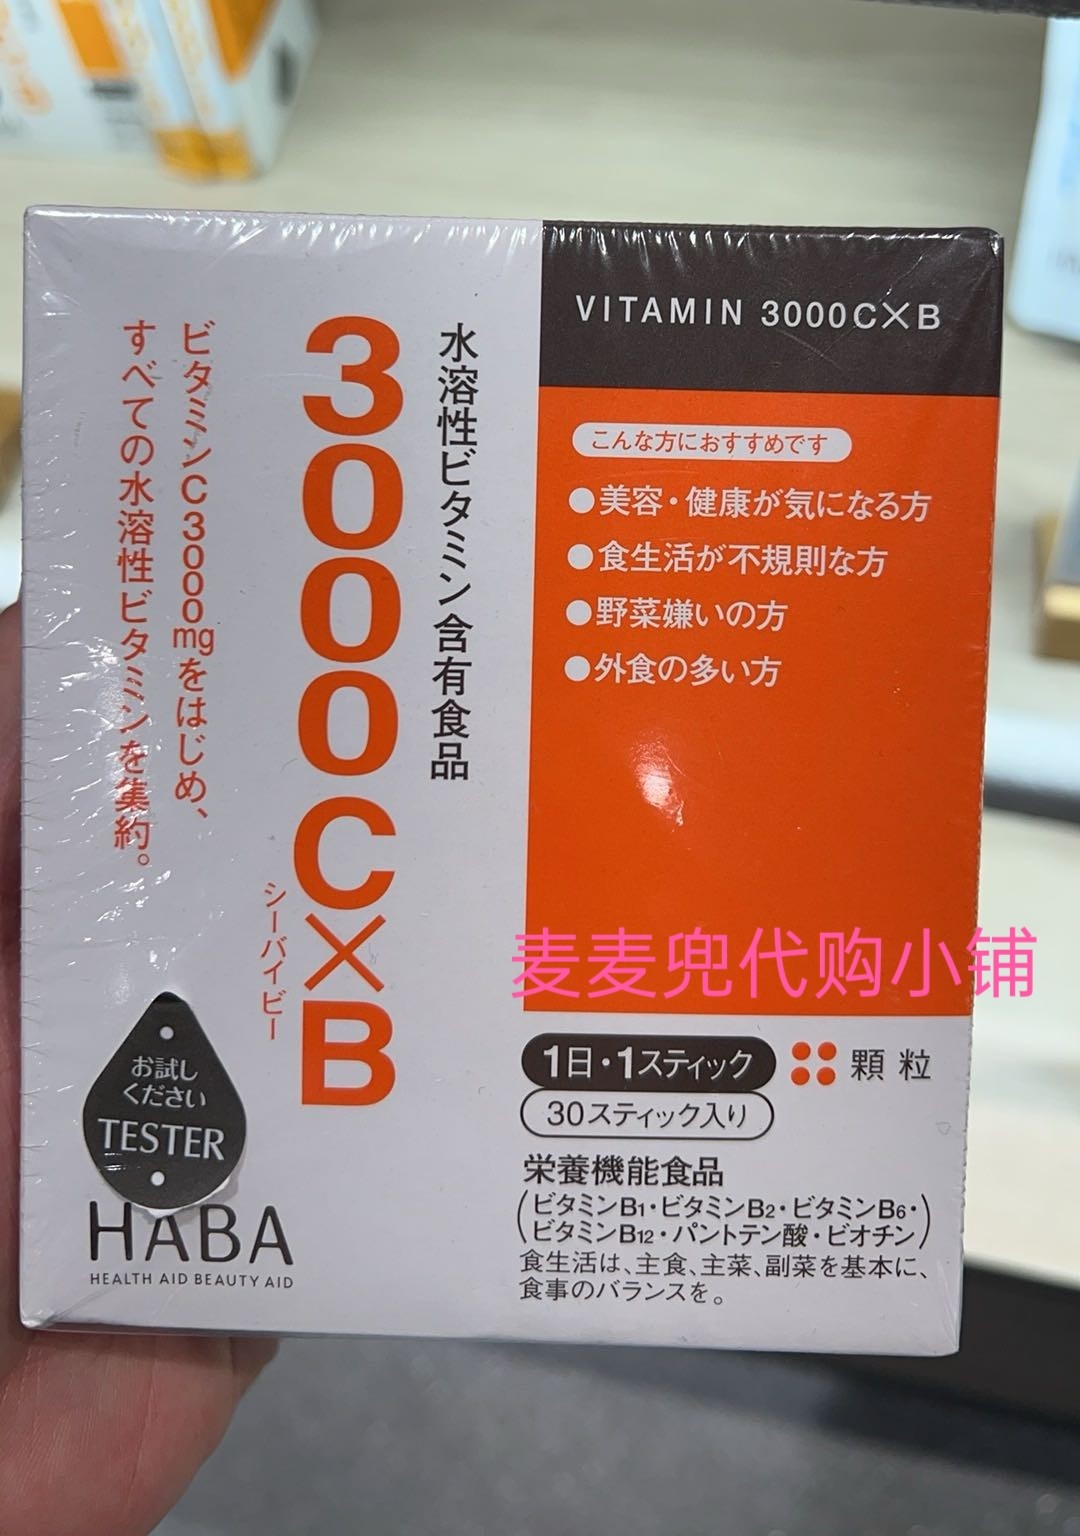 VITAMIN 3000C×B
こんな方におすすめです
●美容・健康が気になる方
●食生活が不規則な方
●野菜嫌いの方
●外食の多い方
水溶性ビタミン含有食品
3000C×B
シーバイビー
ビタミンC3000mgをはじめ、
すべての水溶性ビタミンを集約。
麦麦兜代购小铺
1日・1スティック
顆粒
30スティック入り
栄養機能食品
(ビタミンB1・ビタミンB2・ビタミンB6・
ビタミンB12・パントテン酸・ビオチン)
食生活は、主食、主菜、副菜を基本に、
食事のバランスを。
お試し
ください
TESTER
HABA
HEALTH AID BEAUTY AID